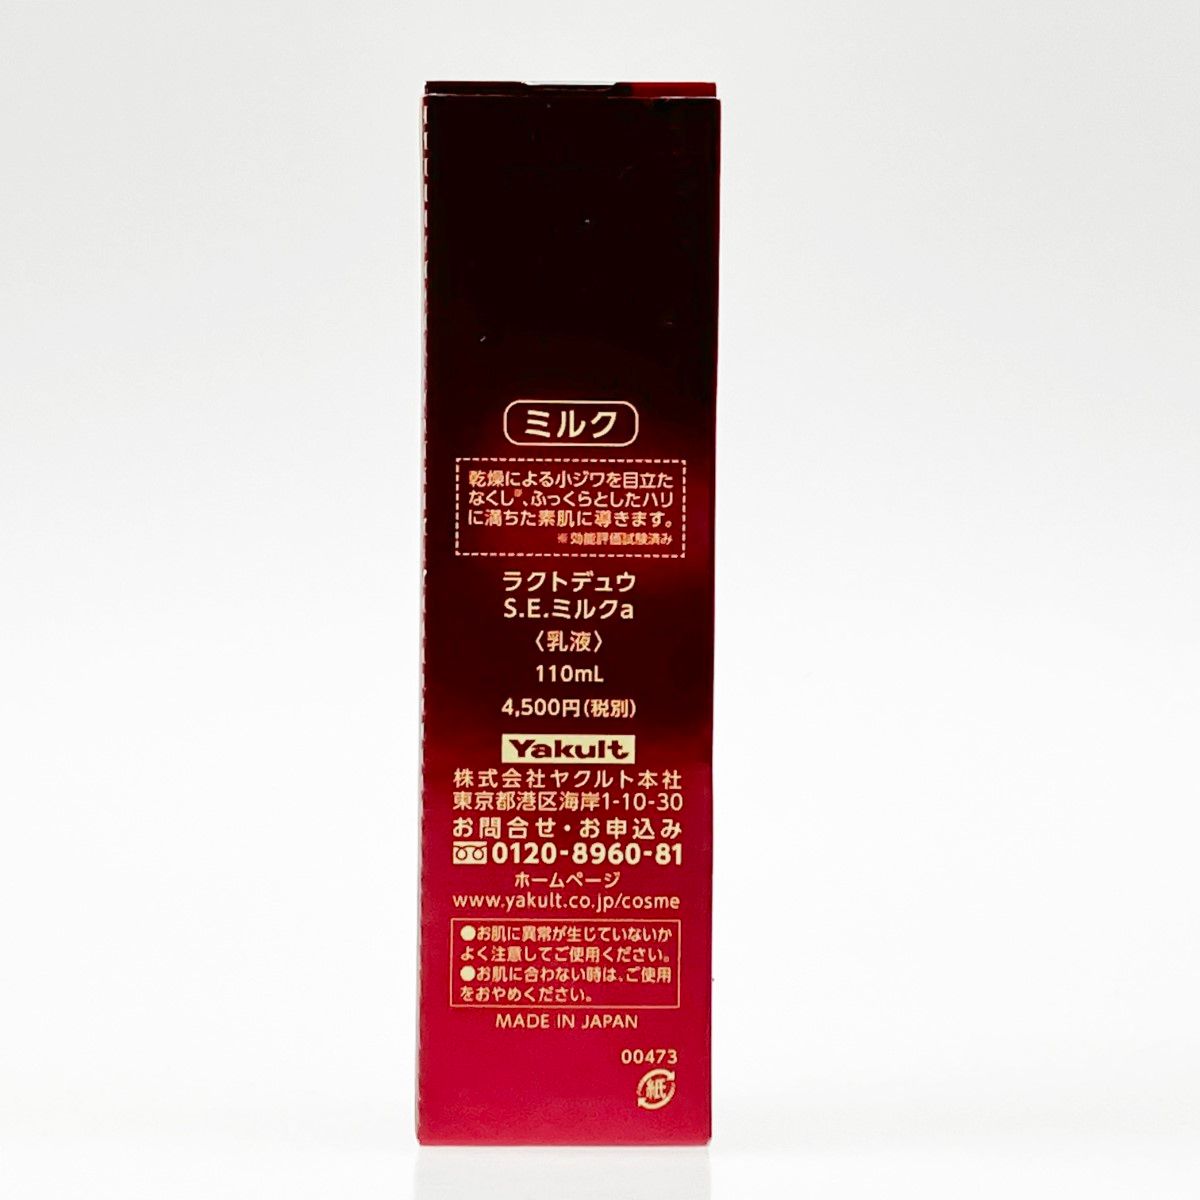 ミルク
乾燥による小ジワを目立た
なくし※、ふっくらとしたハリ
に満ちた素肌に導きます。
※効能評価試験済み
ラクトデュウ
S.E.ミルクa
〈乳液〉
110mL
4,500円(税別)
Yakult
株式会社ヤクルト本社
東京都港区海岸1-10-30
お問合せ・お申込み
0120-8960-81
ホームページ
www.yakult.co.jp/cosme
●お肌に異常が生じていないか
よく注意してご使用ください。
●お肌に合わない時は、ご使用
をおやめください。
MADE IN JAPAN
00473
紙